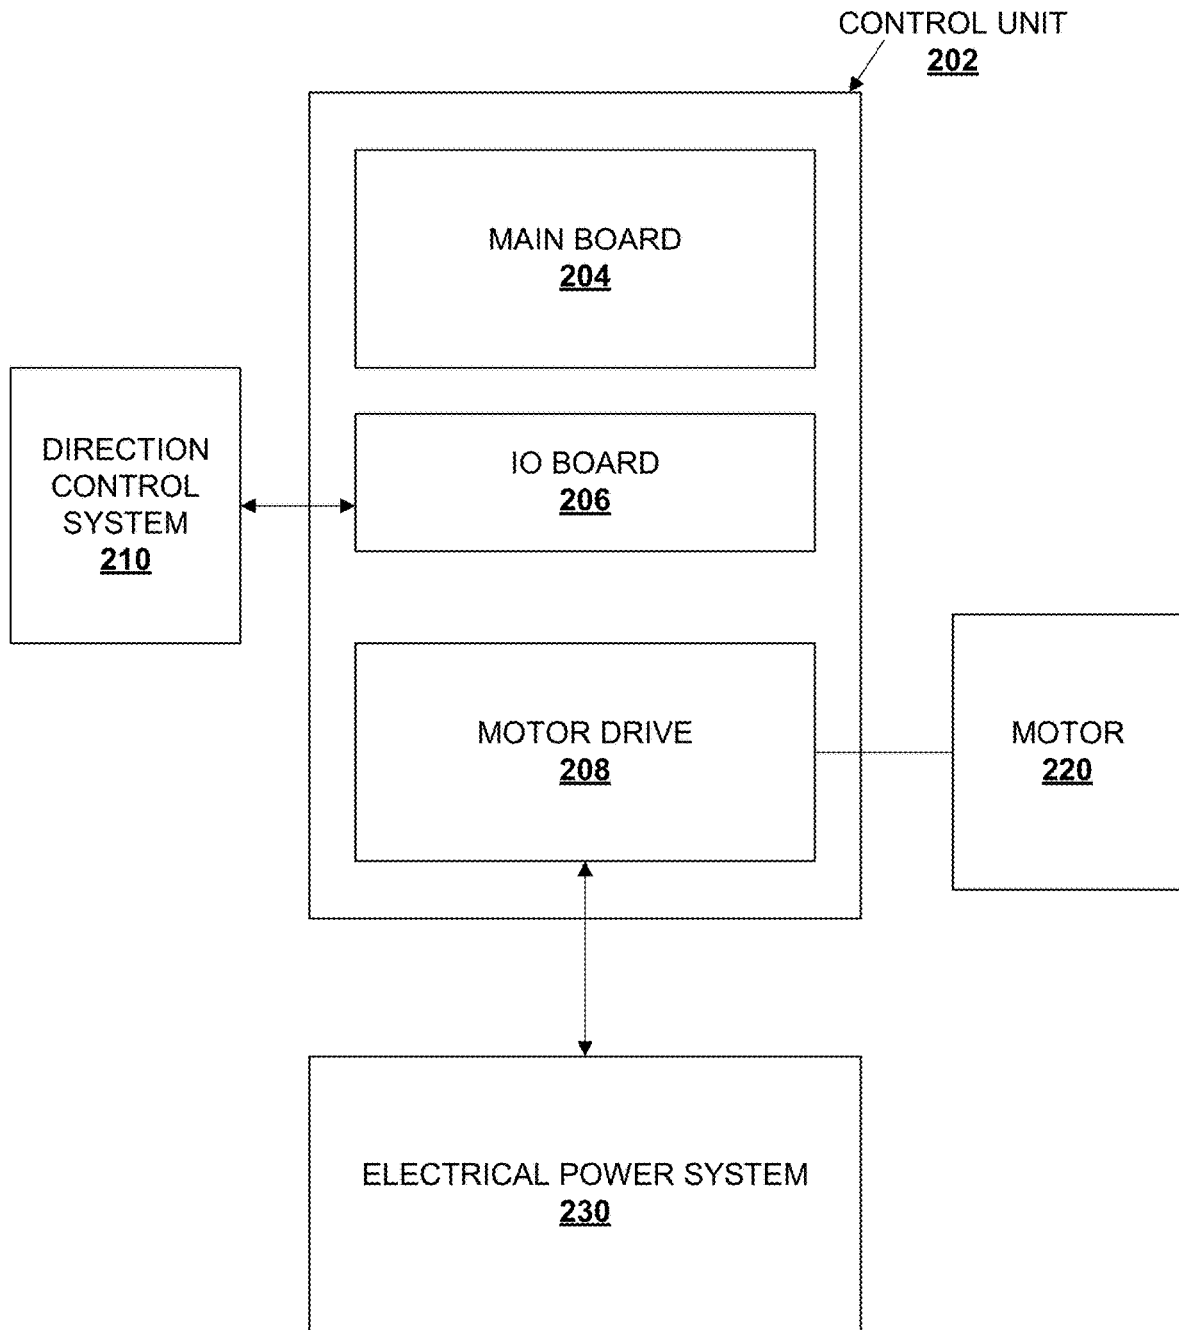 CONTROL UNIT
202
MAIN BOARD
204
DIRECTION
CONTROL
SYSTEM
210
IO BOARD
206
MOTOR DRIVE
208
MOTOR
220
ELECTRICAL POWER SYSTEM
230